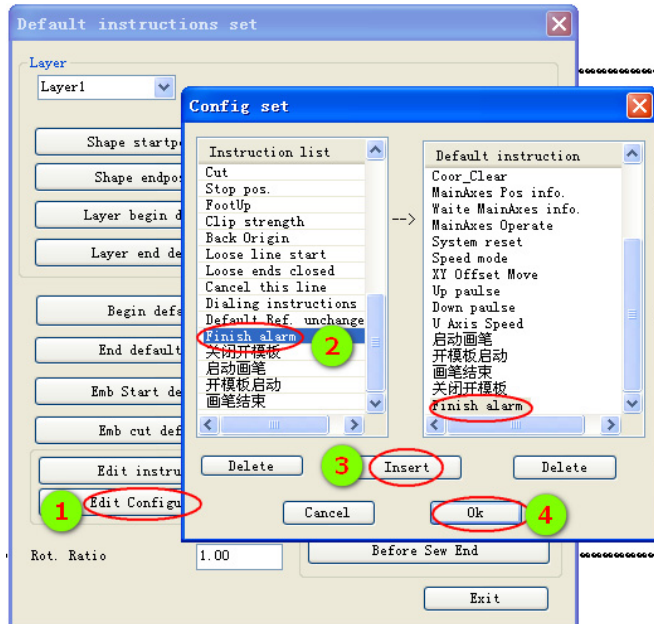 Default instructions set
Layer
Layer1
Shape startp
Shape endpo
Layer begin d
Layer end de
Begin defa
End default
Emb Start de
Emb cut def
Edit instru
1
Edit Configu
Rot. Ratio
1.00
Before Sew End
Exit
Config set
Instruction list
Cut
Stop pos.
FootUp
Clip strength
Back Origin
Loose line start
Loose ends closed
Cancel this line
Dialing instructions
Default Ref. unchange
Finish alarm
2
关闭开模板
启动画笔
开模板启动
画笔结束
-->
Default instruction
Coor_Clear
MainAxes Pos info.
Waite MainAxes info.
MainAxes Operate
System reset
Speed mode
XY Offset Move
Up paulse
Down paulse
U Axis Speed
启动画笔
开模板启动
画笔结束
关闭开模板
Finish alarm
Delete
3
Insert
Delete
Cancel
Ok
4